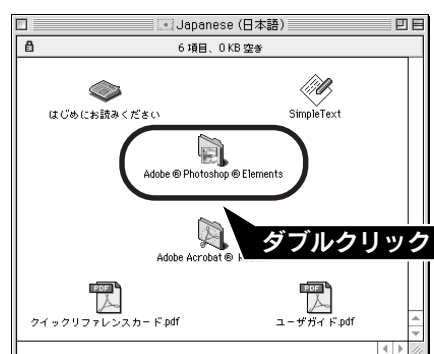 Japanese (日本語)
6 項目、0 KB 空き
はじめにお読みください
SimpleText
Adobe ® Photoshop ® Elements
ダブルクリック
Adobe Acrobat ®
PDF
PDF
クイックリファレンスカード.pdf
ユーザガイド.pdf